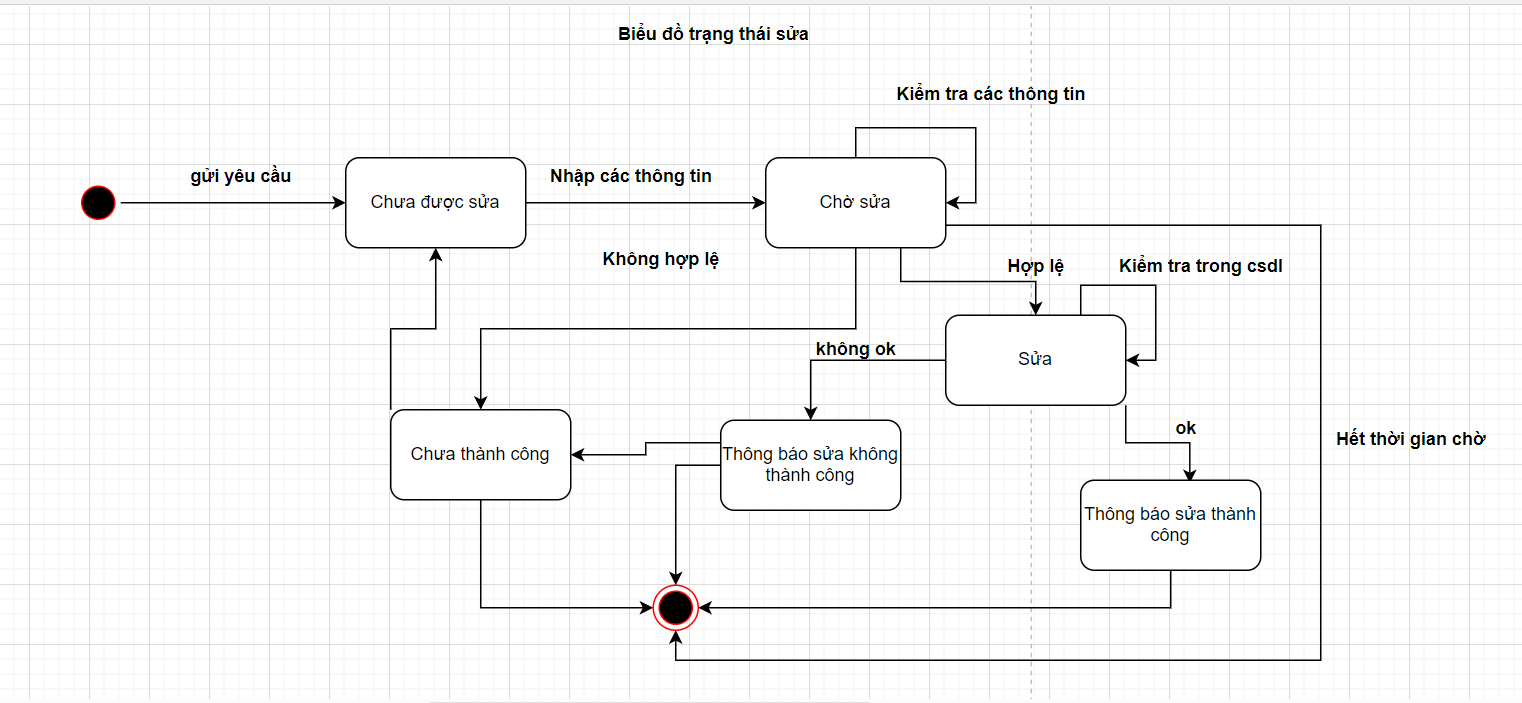 Biểu đồ trạng thái sửa
Kiểm tra các thông tin
gửi yêu cầu
Chưa được sửa
Nhập các thông tin
Chờ sửa
Không hợp lệ
Hợp lệ
Kiểm tra trong csdl
không ok
Sửa
ok
Hết thời gian chờ
Chưa thành công
Thông báo sửa không
thành công
Thông báo sửa thành
công